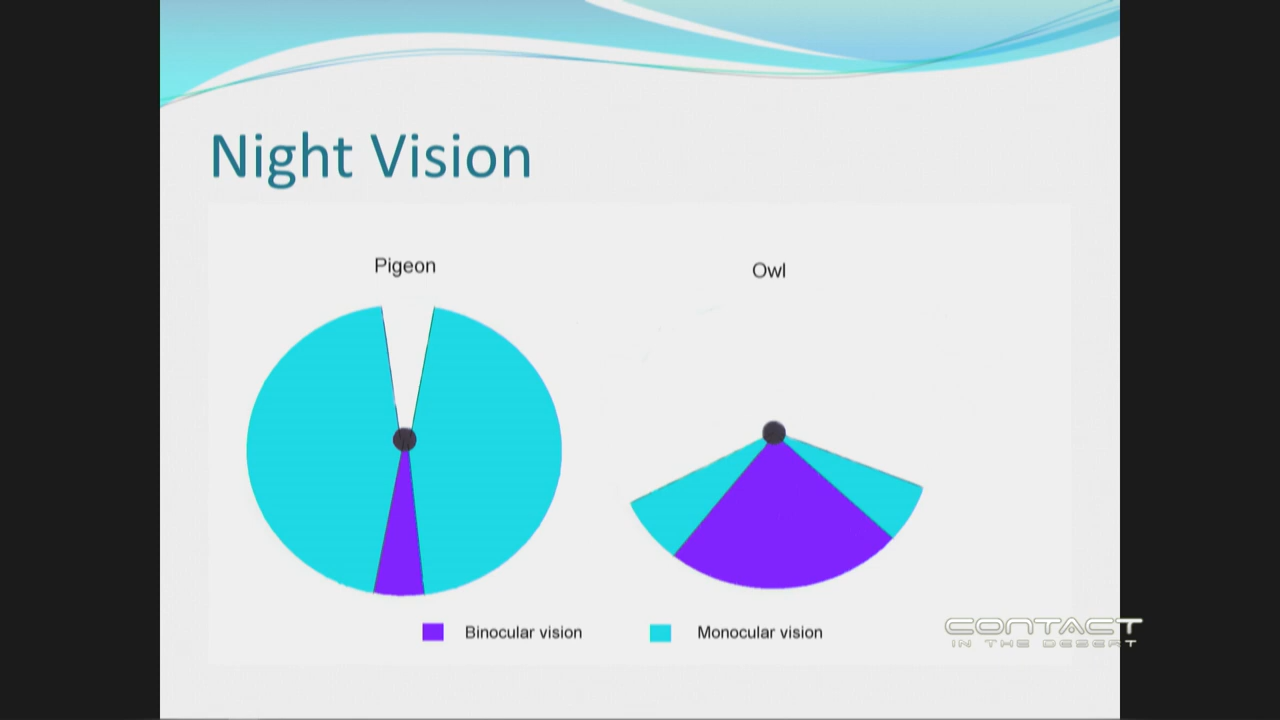 Night Vision
Pigeon
Owl
Binocular vision
Monocular vision
CONTACT
IN THE DESERT